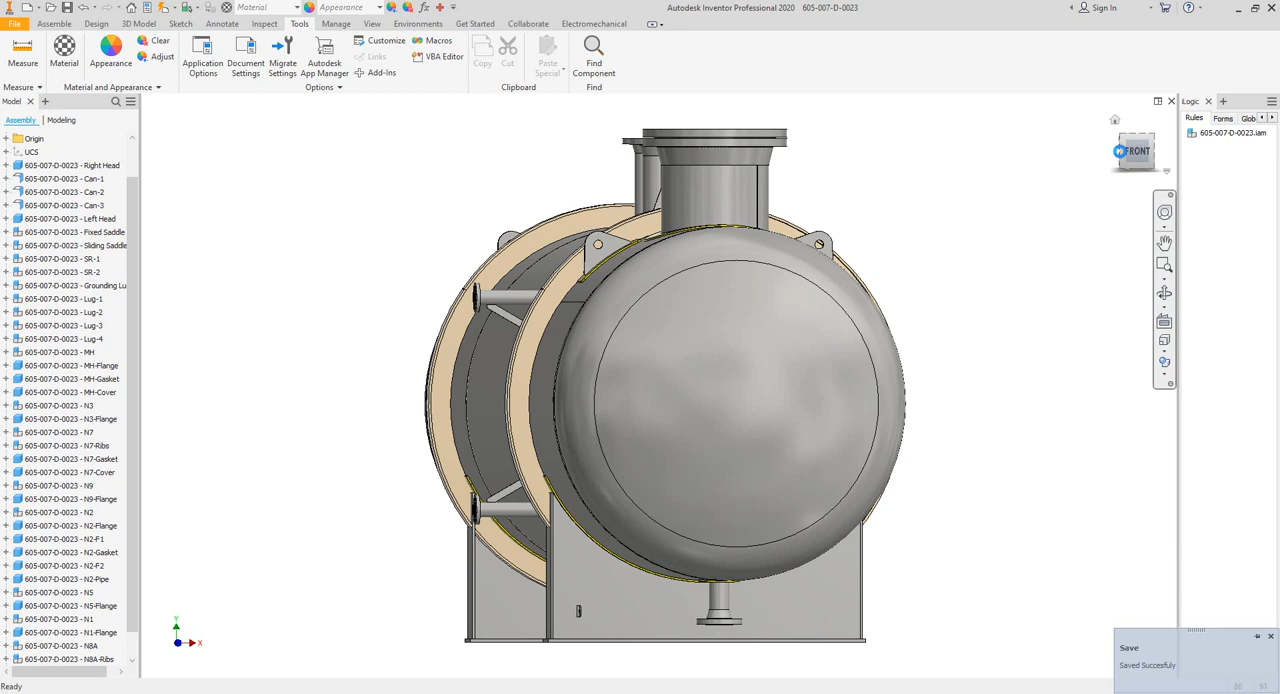 Material
Appearance
Autodesk Inventor Professional 2020 605-007-D-0023
Sign In
File
Assembly
Design
3D Model
Sketch
Annotate
Inspect
Tools
Manage
View
Environments
Get Started
Collaborate
Electromechanical
Measure
Material
Appearance
Clear
Adjust
Application Options
Document Settings
Migrate Settings
Autodesk App Manager
Customize
Links
Add-Ins
Macros
VBA Editor
Copy
Cut
Paste Special
Find Component
Measure
Material and Appearance
Options
Clipboard
Find
Model
Assembly
Modeling
Origin
UCS
605-007-D-0023 - Right Head
605-007-D-0023 - Can-1
605-007-D-0023 - Can-2
605-007-D-0023 - Can-3
605-007-D-0023 - Left Head
605-007-D-0023 - Fixed Saddle
605-007-D-0023 - Sliding Saddle
605-007-D-0023 - SR-1
605-007-D-0023 - SR-2
605-007-D-0023 - Grounding Lu
605-007-D-0023 - Lug-1
605-007-D-0023 - Lug-2
605-007-D-0023 - Lug-3
605-007-D-0023 - Lug-4
605-007-D-0023 - MH
605-007-D-0023 - MH-Flange
605-007-D-0023 - MH-Gasket
605-007-D-0023 - MH-Cover
605-007-D-0023 - N3
605-007-D-0023 - N3-Flange
605-007-D-0023 - N7
605-007-D-0023 - N7-Ribs
605-007-D-0023 - N7-Gasket
605-007-D-0023 - N7-Cover
605-007-D-0023 - N9
605-007-D-0023 - N9-Flange
605-007-D-0023 - N2
605-007-D-0023 - N2-Flange
605-007-D-0023 - N2-F1
605-007-D-0023 - N2-Gasket
605-007-D-0023 - N2-F2
605-007-D-0023 - N2-Pipe
605-007-D-0023 - N5
605-007-D-0023 - N5-Flange
605-007-D-0023 - N1
605-007-D-0023 - N1-Flange
605-007-D-0023 - N8A
605-007-D-0023 - N8A-Ribs
Ready
Y
X
FRONT
iLogic
Rules
Forms
Glob
605-007-D-0023.iam
Save
Saved Succesfuly
86 91